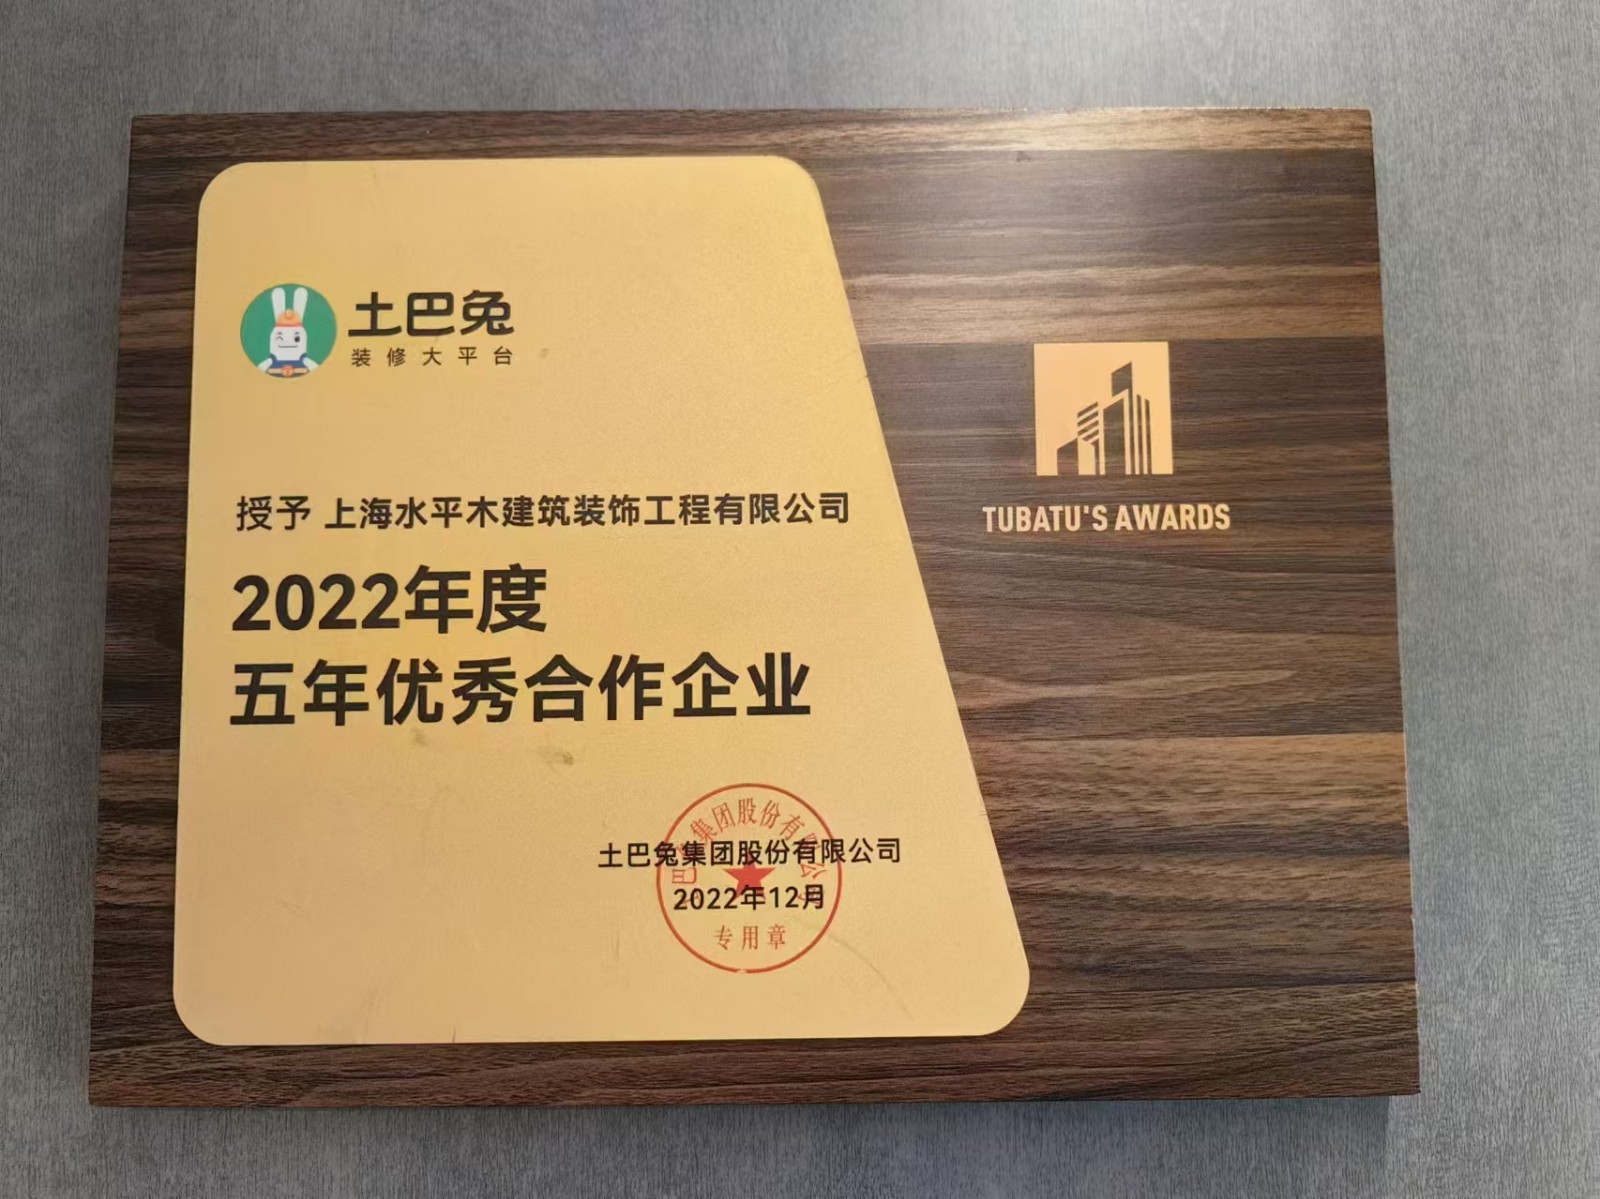 土巴兔
装修大平台
授予 上海水平木建筑装饰工程有限公司
2022年度
五年优秀合作企业
土巴兔集团股份有限公司
2022年12月
专用章
TUBATU'S AWARDS